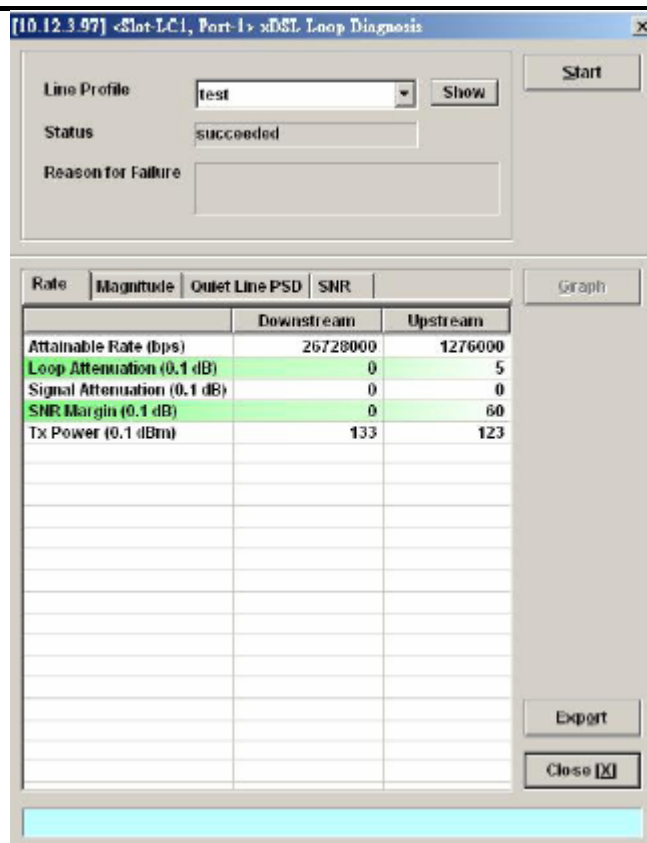 [10.12.3.97] <Slot-LC1, Port-1> xDSL Loop Diagnosis
Start
Line Profile test Show
Status succeeded
Reason for Failure
Rate Magnitude Quiet Line PSD SNR
Graph
Downstream Upstream
Attainable Rate (bps) 26728000 1276000
Loop Attenuation (0.1 dB) 0 5
Signal Attenuation (0.1 dB) 0 0
SNR Margin (0.1 dB) 0 60
Tx Power (0.1 dBm) 133 123
Export
Close [X]